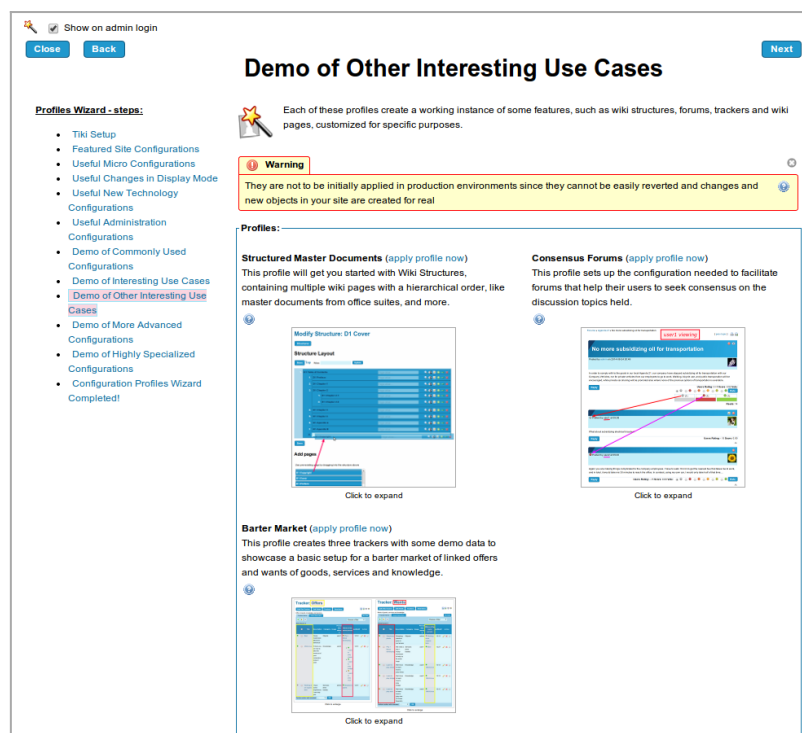 Show on admin login
Close
Back
Next
Demo of Other Interesting Use Cases
Profiles Wizard - steps:
Tiki Setup
Featured Site Configurations
Useful Micro Configurations
Useful Changes in Display Mode
Useful New Technology
Configurations
Useful Administration
Configurations
Demo of Commonly Used
Configurations
Demo of Interesting Use Cases
Demo of Other Interesting Use
Cases
Demo of More Advanced
Configurations
Demo of Highly Specialized
Configurations
Configuration Profiles Wizard
Completed!
Each of these profiles create a working instance of some features, such as wiki structures, forums, trackers and wiki
pages, customized for specific purposes.
Warning
They are not to be initially applied in production environments since they cannot be easily reverted and changes and
new objects in your site are created for real
Profiles:
Structured Master Documents (apply profile now)
This profile will get you started with Wiki Structures,
containing multiple wiki pages with a hierarchical order, like
master documents from office suites, and more.
Modify Structure: D1 Cover
Structure Layout
Add pages
Click to expand
Consensus Forums (apply profile now)
This profile sets up the configuration needed to facilitate
forums that help their users to seek consensus on the
discussion topics held.
user1 viewing
No more subsidizing oil for transportation
Click to expand
Barter Market (apply profile now)
This profile creates three trackers with some demo data to
showcase a basic setup for a barter market of linked offers
and wants of goods, services and knowledge.
Tracker: Offers
Tracker: Wants
Click to expand